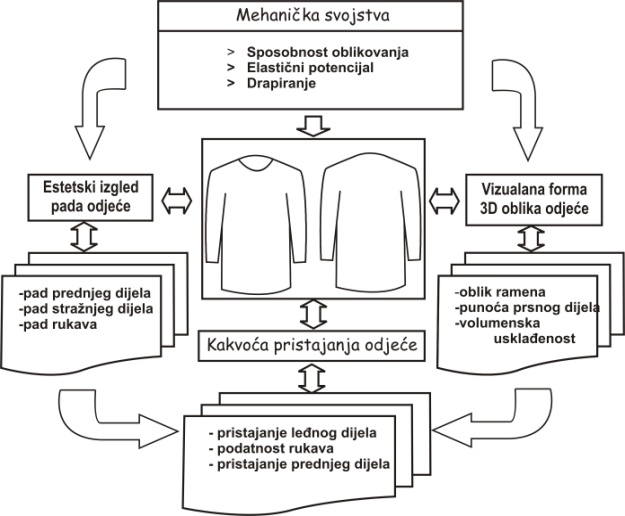 Mehanička svojstva
> Sposobnost oblikovanja
> Elastični potencijal
> Drapiranje
Estetski izgled
pada odjeće
Vizualana forma
3D oblika odjeće
-pad prednjeg dijela
-pad stražnjeg dijela
-pad rukava
-oblik ramena
-punoća prsnog dijela
-volumenska
usklađenost
Kakvoća pristajanja odjeće
- pristajanje leđnog dijela
- podatnost rukava
- pristajanje prednjeg dijela